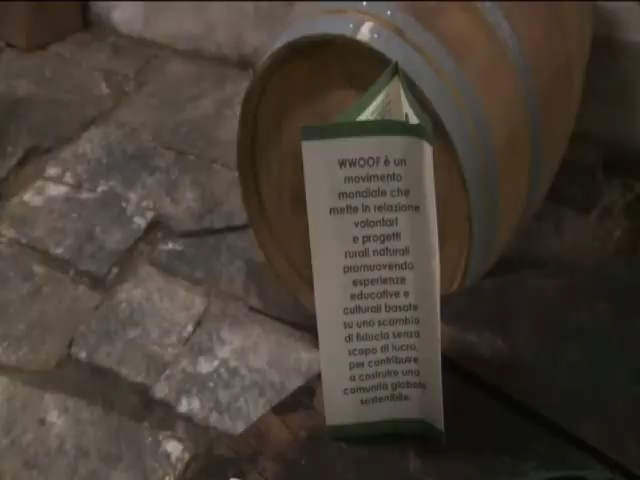 WWOOF è un
movimento
mondiale che
mette in relazione
volontari
e progetti
rurali naturali
promuovendo
esperienze
educative e
culturali basate
su uno scambio
di fiducia senza
scopo di lucro,
per contribuire
a costruire una
comunità globale
sostenibile.